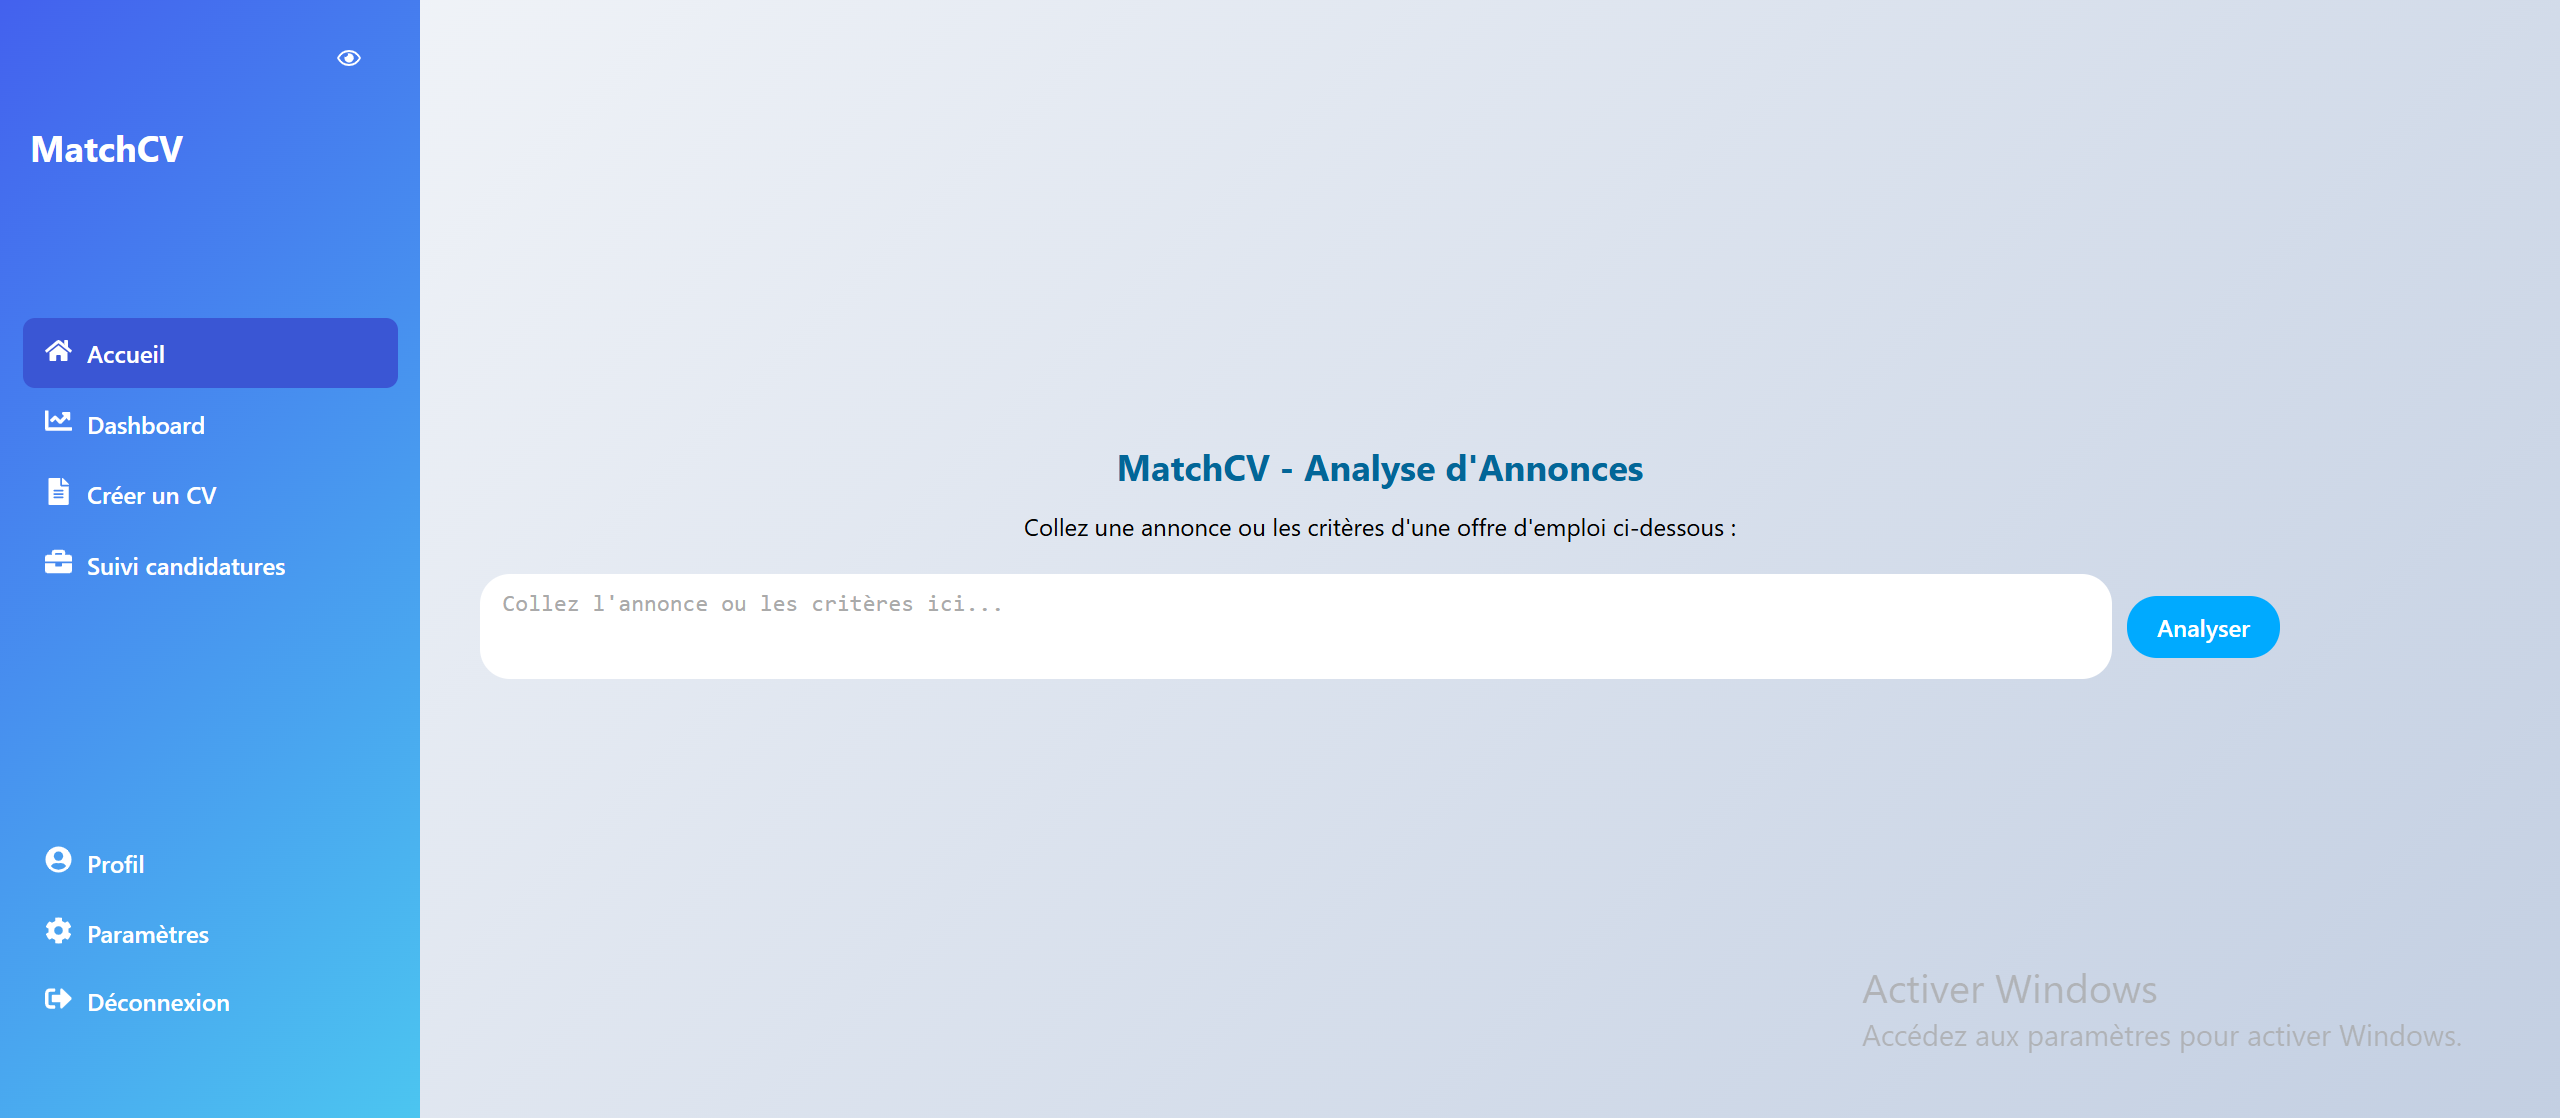 MatchCV
Accueil
Dashboard
Créer un CV
Suivi candidatures
Profil
Paramètres
Déconnexion
MatchCV - Analyse d'Annonces
Collez une annonce ou les critères d'une offre d'emploi ci-dessous :
Collez l'annonce ou les critères ici...
Analyser
Activer Windows
Accédez aux paramètres pour activer Windows.